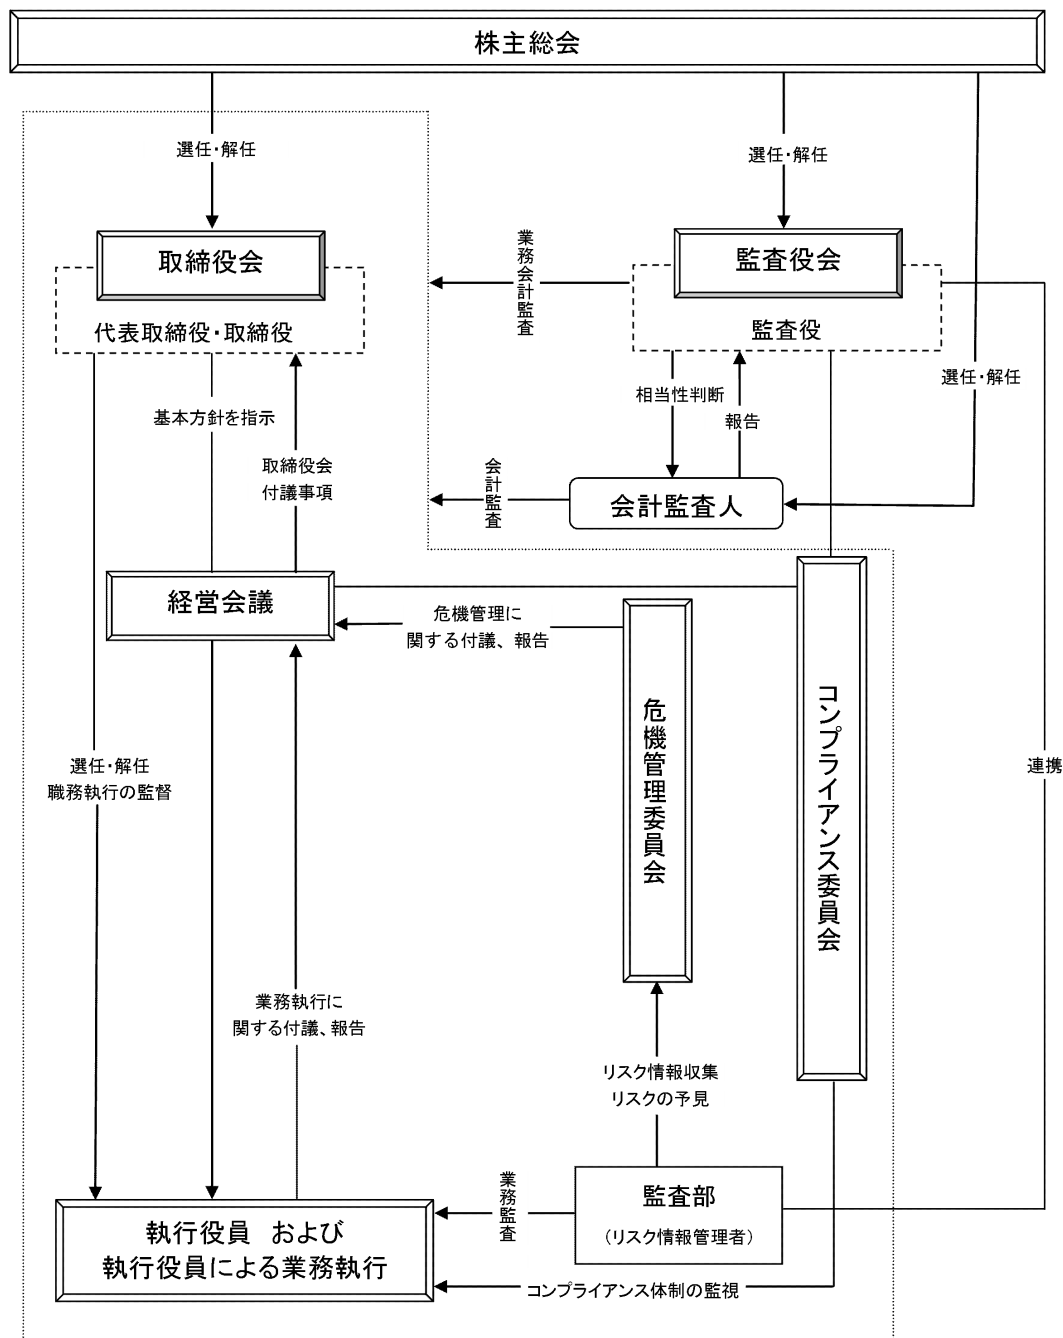 株主総会
選任・解任
選任・解任
取締役会
代表取締役・取締役
業務会計監査
監査役会
監査役
選任・解任
基本方針を指示
取締役会
付議事項
相当性判断
報告
会計監査
会計監査人
経営会議
危機管理に
関する付議、報告
危機管理委員会
コンプライアンス委員会
連携
選任・解任
職務執行の監督
業務執行に
関する付議、報告
リスク情報収集
リスクの予見
業務監査
監査部
（リスク情報管理者）
執行役員 および
執行役員による業務執行
コンプライアンス体制の監視